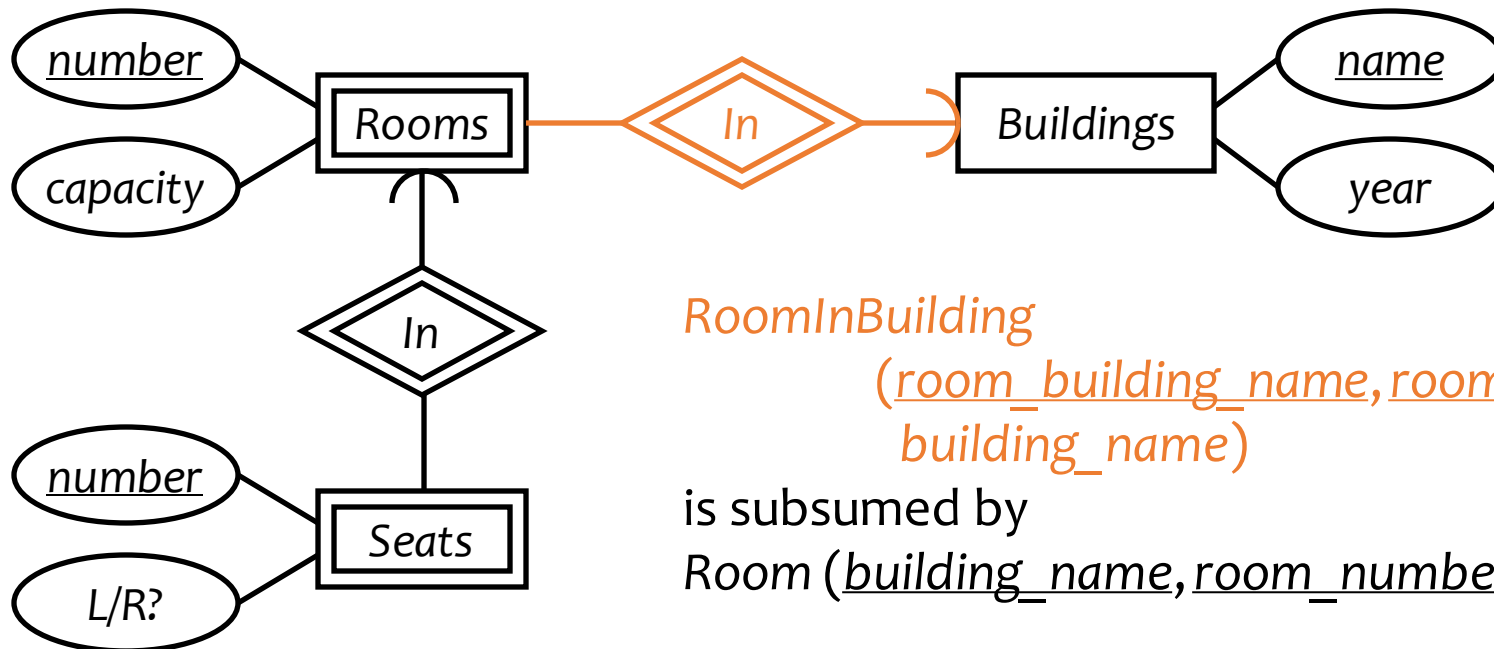 number
Rooms
In
Buildings
name
capacity
year
In
RoomInBuilding
(room_building_name, room
building_name)
number
Seats
is subsumed by
Room (building_name, room_numbe
L/R?